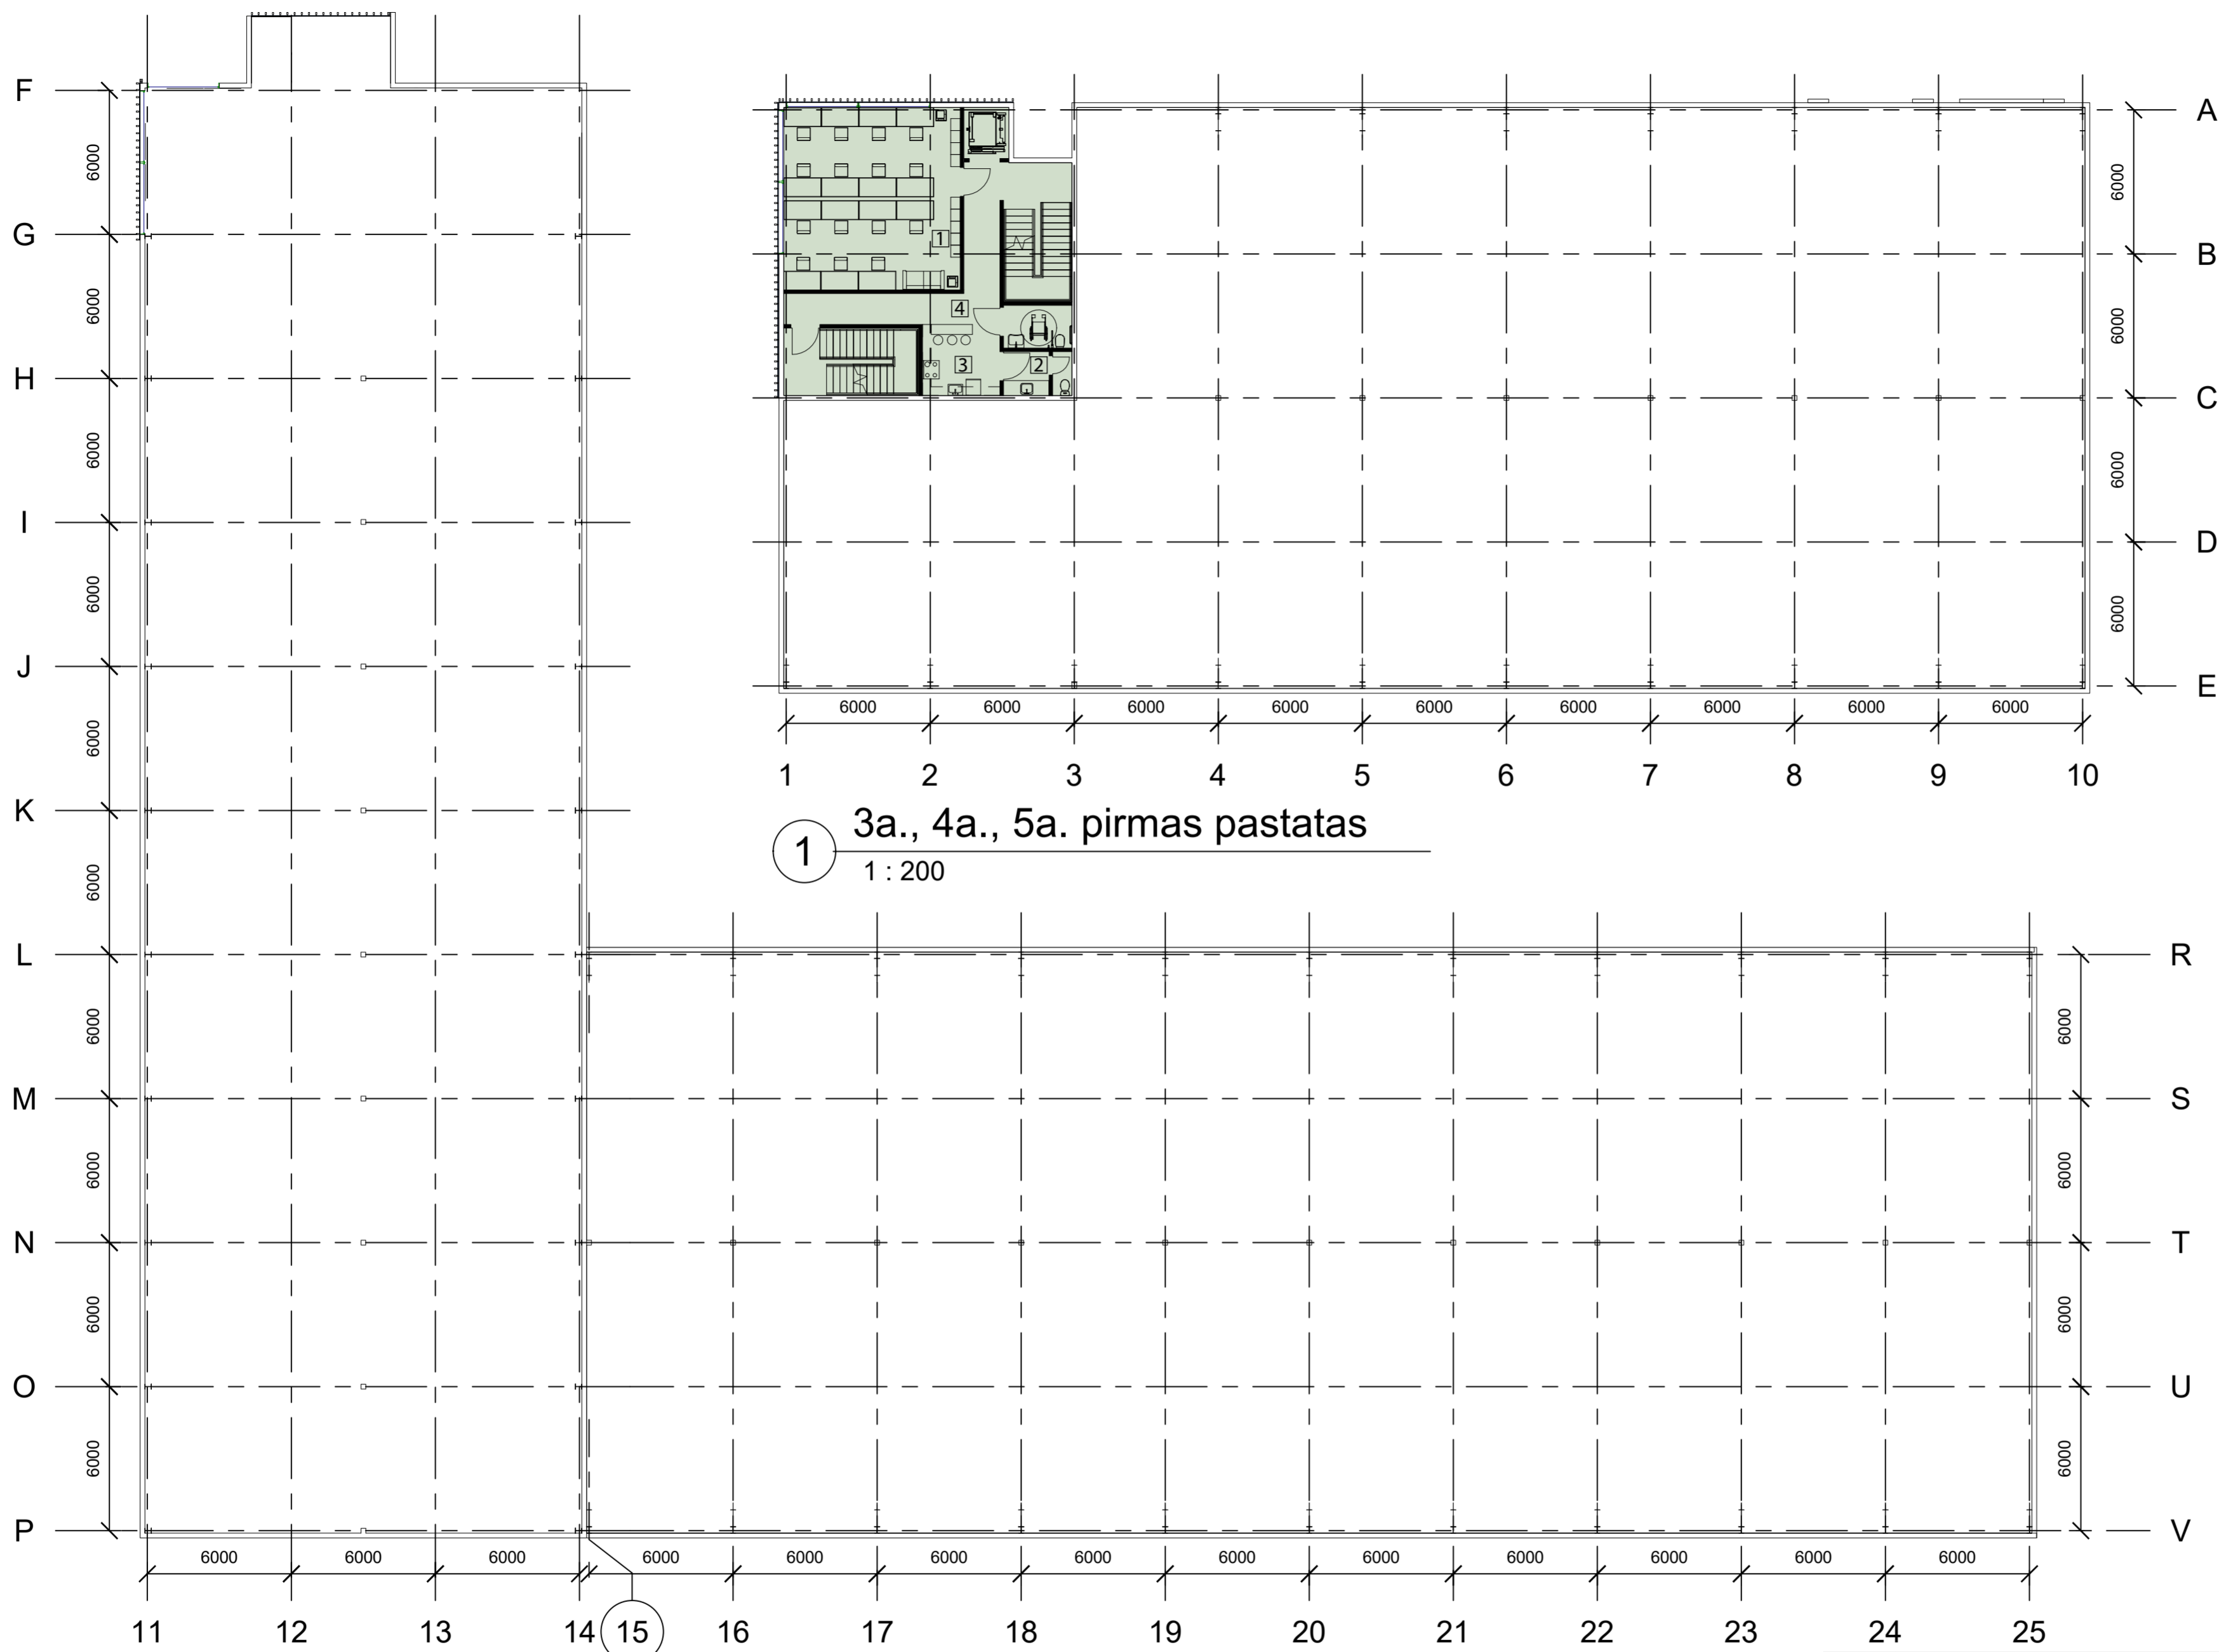 F
G
H
I
J
K
L
M
N
O
P
6000
6000
6000
6000
6000
6000
6000
6000
6000
6000
A
B
C
D
E
6000
6000
6000
6000
1
4
3
2
6000 6000 6000 6000 6000 6000 6000 6000 6000
1 2 3 4 5 6 7 8 9 10
1 3a., 4a., 5a. pirmas pastatas
1 : 200
R
S
T
U
V
6000
6000
6000
6000
6000 6000 6000 6000 6000 6000 6000 6000 6000 6000 6000 6000 6000
11 12 13 14 15 16 17 18 19 20 21 22 23 24 25